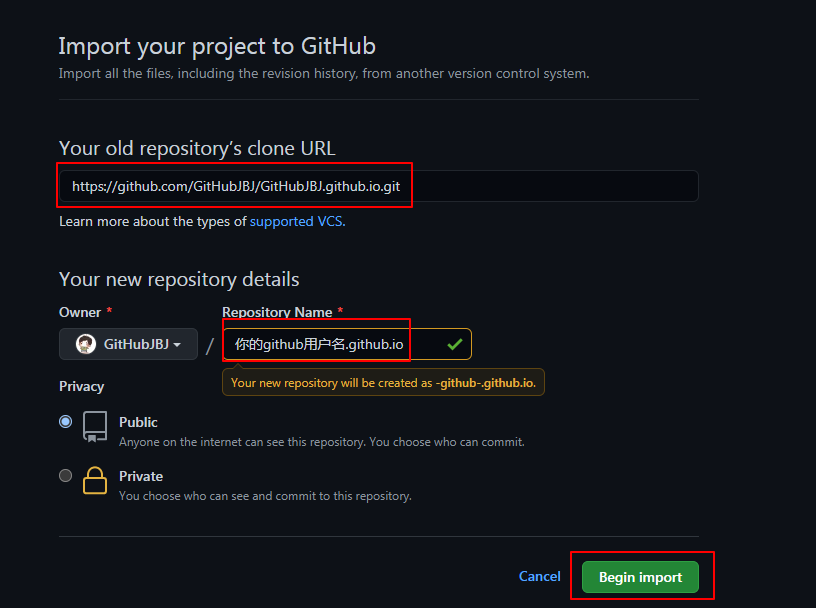 Import your project to GitHub
Import all the files, including the revision history, from another version control system.
Your old repository's clone URL
https://github.com/GitHubJBJ/GitHubJBJ.github.io.git
Learn more about the types of supported VCS.
Your new repository details
Owner * Repository Name *
GitHubJBJ / 你的github用户名.github.io
Your new repository will be created as -github-.github.io.
Privacy
Public
Anyone on the internet can see this repository. You choose who can commit.
Private
You choose who can see and commit to this repository.
Cancel Begin import